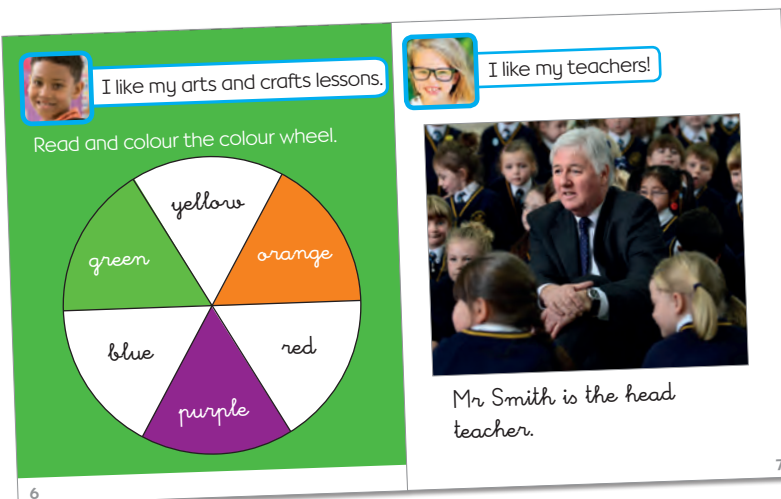 I like my arts and crafts lessons.
Read and colour the colour wheel.
yellow
green
orange
blue
red
purple
6
I like my teachers!
Mr Smith is the head
teacher.
7